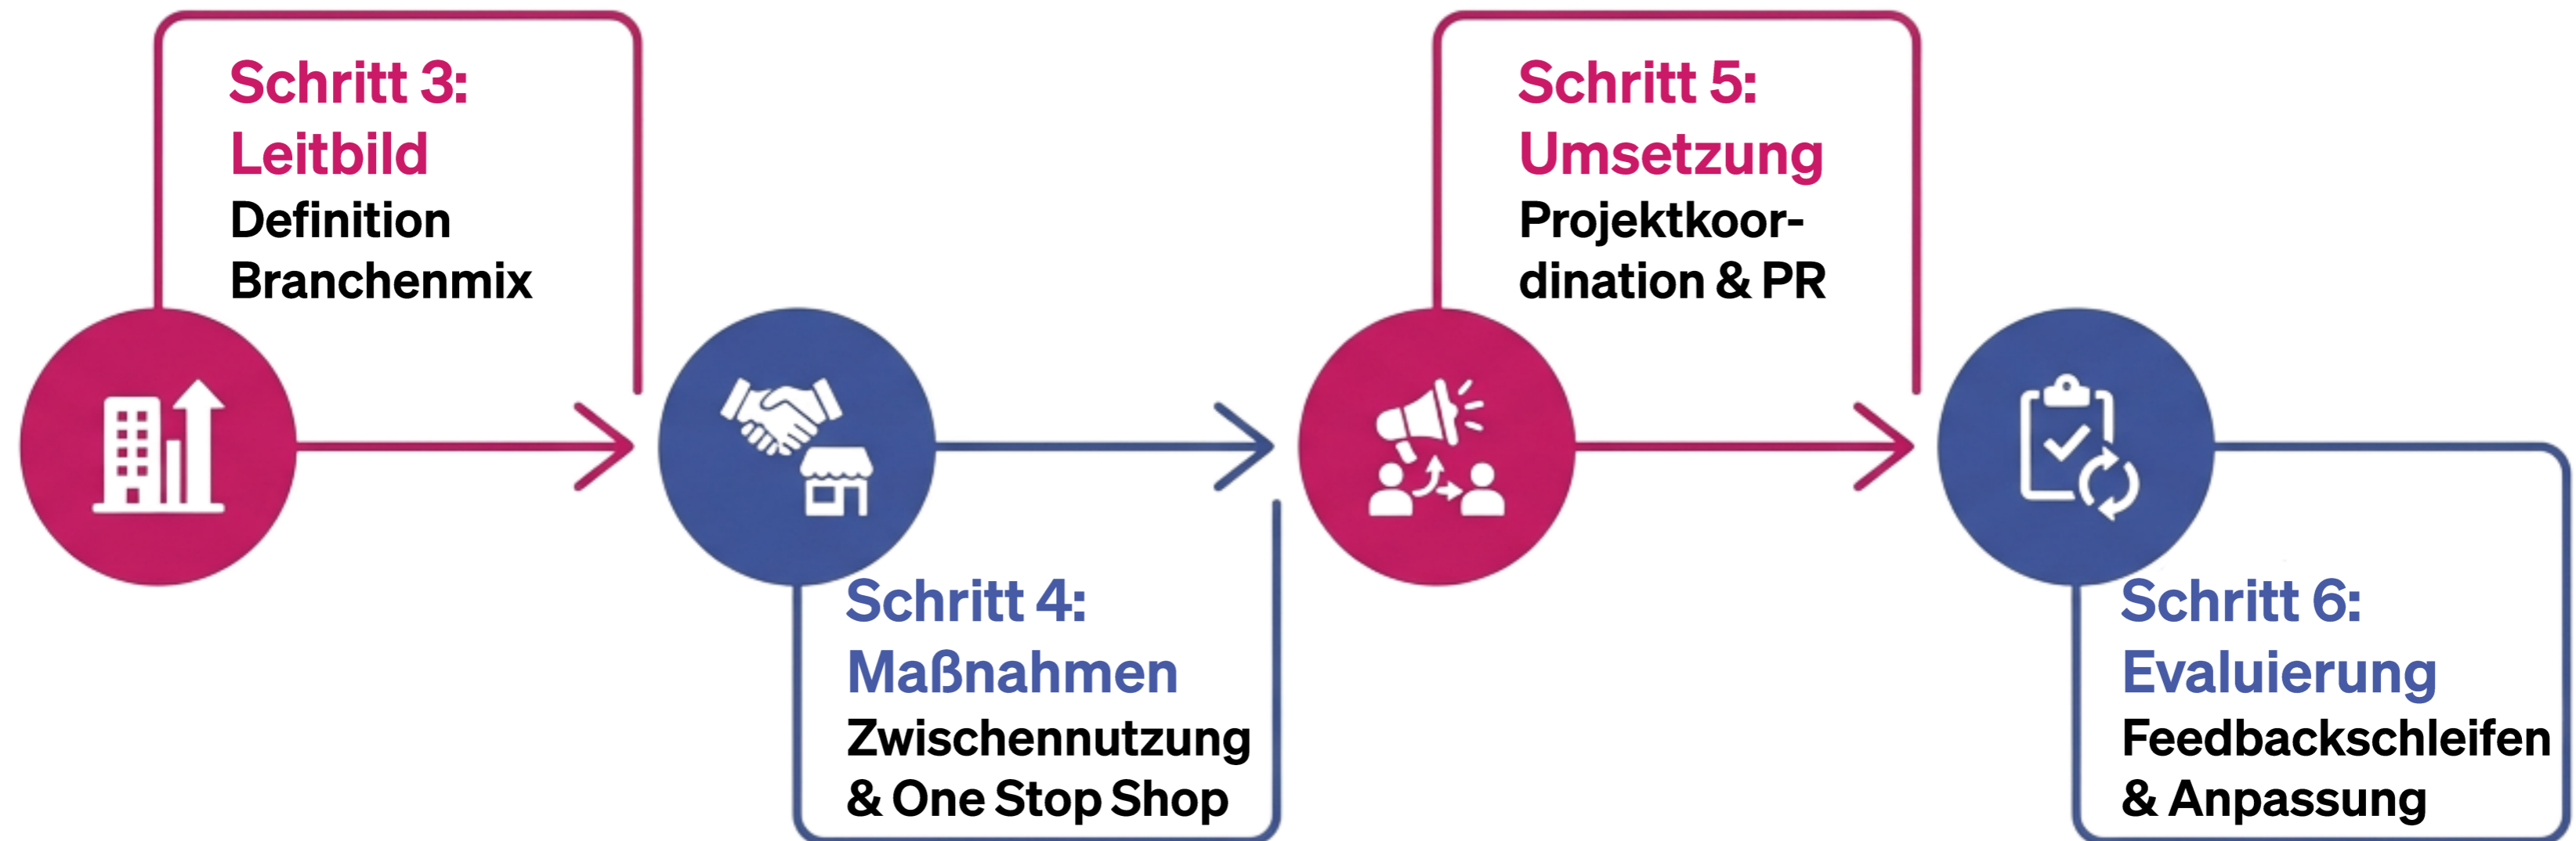 Schritt 3:
Leitbild
Definition
Branchenmix
Schritt 4:
Maßnahmen
Zwischennutzung
& One Stop Shop
Schritt 5:
Umsetzung
Projektkoor-
dination & PR
Schritt 6:
Evaluierung
Feedbackschleifen
& Anpassung